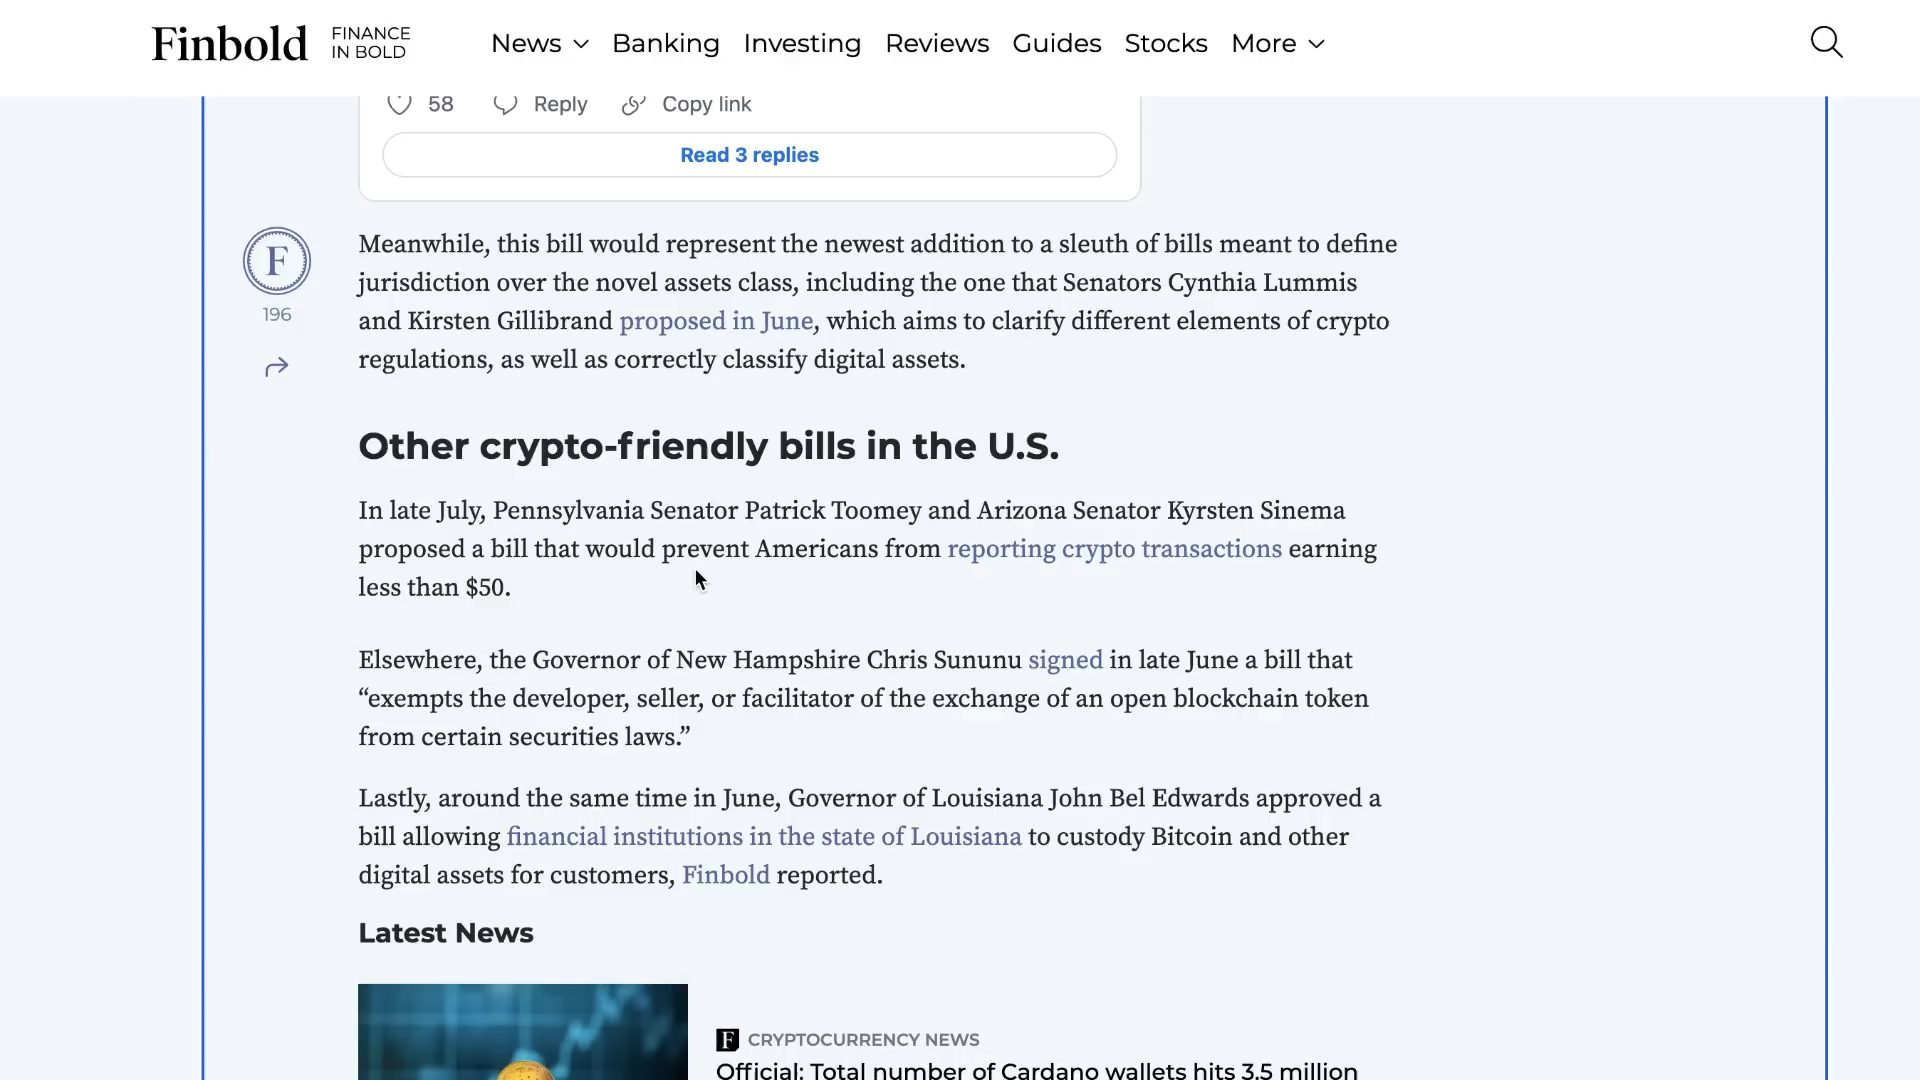 Finbold FINANCE IN BOLD News Banking Investing Reviews Guides Stocks More
58 Reply Copy link
Read 3 replies
F
196
Meanwhile, this bill would represent the newest addition to a sleuth of bills meant to define
jurisdiction over the novel assets class, including the one that Senators Cynthia Lummis
and Kirsten Gillibrand proposed in June, which aims to clarify different elements of crypto
regulations, as well as correctly classify digital assets.
Other crypto-friendly bills in the U.S.
In late July, Pennsylvania Senator Patrick Toomey and Arizona Senator Kyrsten Sinema
proposed a bill that would prevent Americans from reporting crypto transactions earning
less than $50.
Elsewhere, the Governor of New Hampshire Chris Sununu signed in late June a bill that
“exempts the developer, seller, or facilitator of the exchange of an open blockchain token
from certain securities laws.”
Lastly, around the same time in June, Governor of Louisiana John Bel Edwards approved a
bill allowing financial institutions in the state of Louisiana to custody Bitcoin and other
digital assets for customers, Finbold reported.
Latest News
F CRYPTOCURRENCY NEWS
Official: Total number of Cardano wallets hits 3.5 million